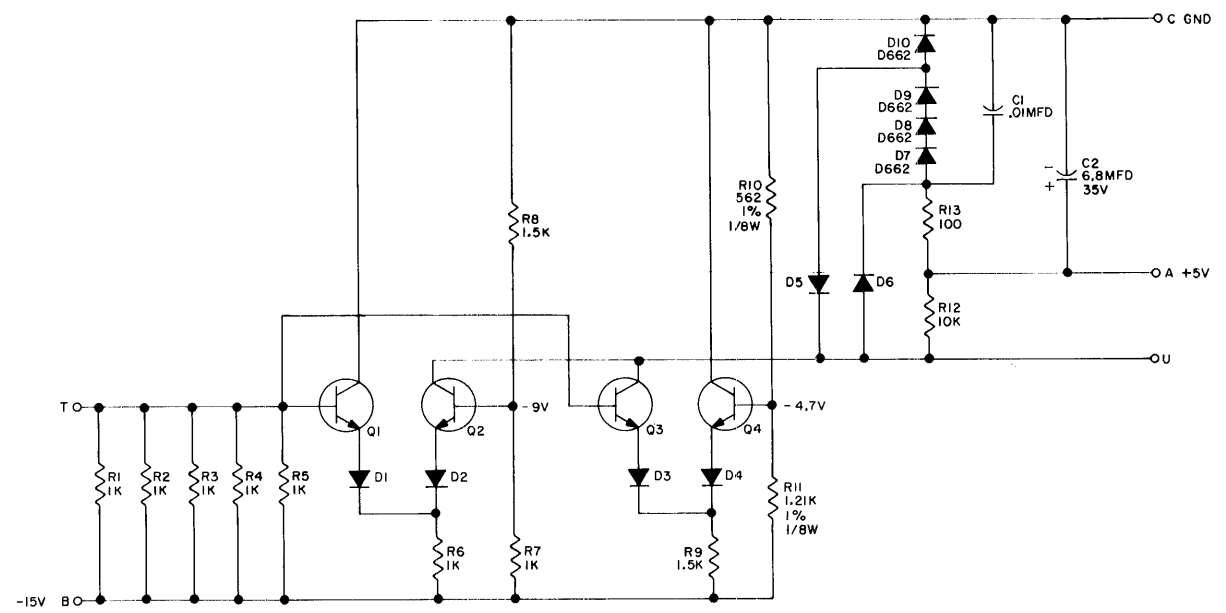 C GND
D10
D662
D9
D662
D8
D662
D7
D662
C1
.01MFD
C2
6.8MFD
35V
-
+
R10
562
1%
1/8W
R8
1.5K
R13
100
A +5V
D5
D6
R12
10K
U
T
Q1
Q2
-9V
Q3
Q4
-4.7V
R1
1K
R2
1K
R3
1K
R4
1K
R5
1K
D1
D2
D3
D4
R11
1.21K
1%
1/8W
R6
1K
R7
1K
R9
1.5K
-15V B